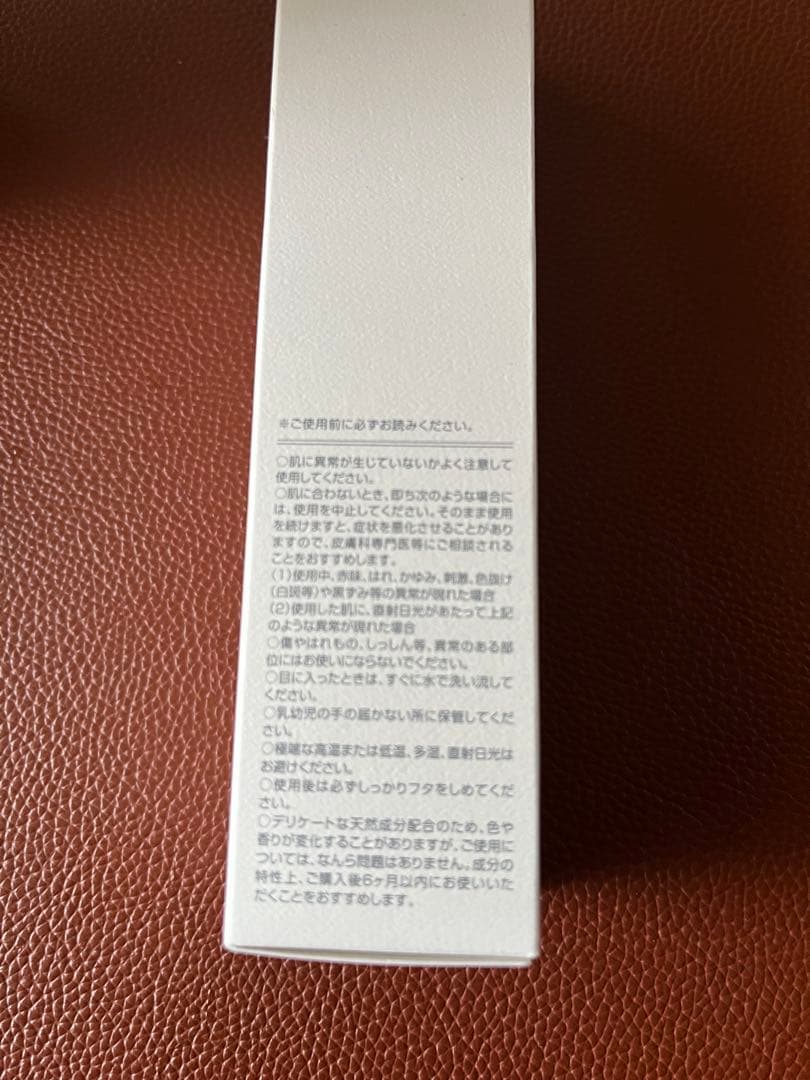 ※ご使用前に必ずお読みください。
○肌に異常が生じていないかよく注意して
使用してください。
○肌に合わないとき、即ち次のような場合に
は、使用を中止してください。そのまま使用
を続けますと、症状を悪化させることがあり
ますので、皮膚科専門医等にご相談される
ことをおすすめします。
(1)使用中、赤味、はれ、かゆみ、刺激、色抜け
(白斑等)や黒ずみ等の異常が現れた場合
(2)使用した肌に、直射日光があたって上記
のような異常が現れた場合
○傷やはれもの、しっしん等、異常のある部
位にはお使いにならないでください。
○目に入ったときは、すぐに水で洗い流して
ください。
○乳幼児の手の届かない所に保管してくだ
さい。
○極端な高温または低温、多湿、直射日光は
お避けください。
○使用後は必ずしっかりフタをしめてくだ
さい。
○デリケートな天然成分配合のため、色や
香りが変化することがありますが、ご使用に
ついては、なんら問題はありません。成分の
特性上、ご購入後6ヶ月以内にお使いいた
だくことをおすすめします。